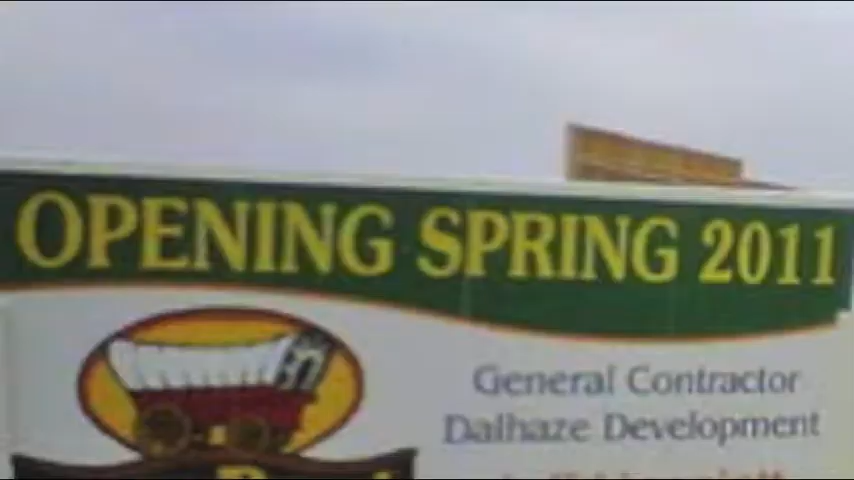 OPENING SPRING 2011
General Contractor
Dalhaze Development